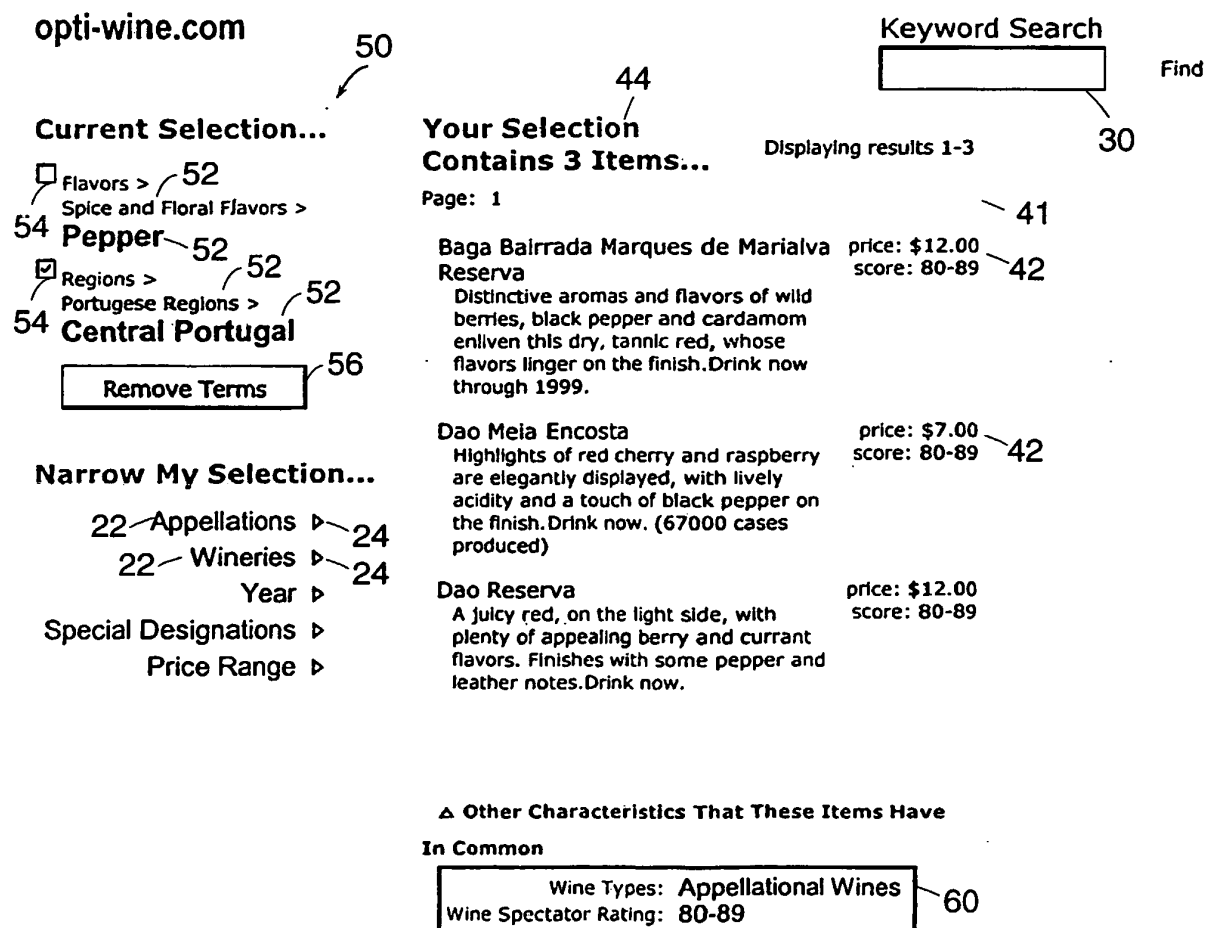 opti-wine.com
50
Keyword Search
Find
30
Current Selection...
Flavors >
52
Spice and Floral Flavors >
54
Pepper
52
Regions >
52
Portugese Regions >
52
54
Central Portugal
56
Remove Terms
Narrow My Selection...
22
Appellations
24
22
Wineries
24
Year
Special Designations
Price Range
44
Your Selection
Contains 3 Items...
Displaying results 1-3
Page: 1
41
Baga Bairrada Marques de Marialva
Reserva
price: $12.00
score: 80-89
42
Distinctive aromas and flavors of wild
berries, black pepper and cardamom
enliven this dry, tannic red, whose
flavors linger on the finish.Drink now
through 1999.
Dao Meia Encosta
price: $7.00
score: 80-89
42
Highlights of red cherry and raspberry
are elegantly displayed, with lively
acidity and a touch of black pepper on
the finish.Drink now. (67000 cases
produced)
Dao Reserva
price: $12.00
score: 80-89
A juicy red, on the light side, with
plenty of appealing berry and currant
flavors. Finishes with some pepper and
leather notes.Drink now.
Other Characteristics That These Items Have
In Common
Wine Types: Appellational Wines
60
Wine Spectator Rating: 80-89